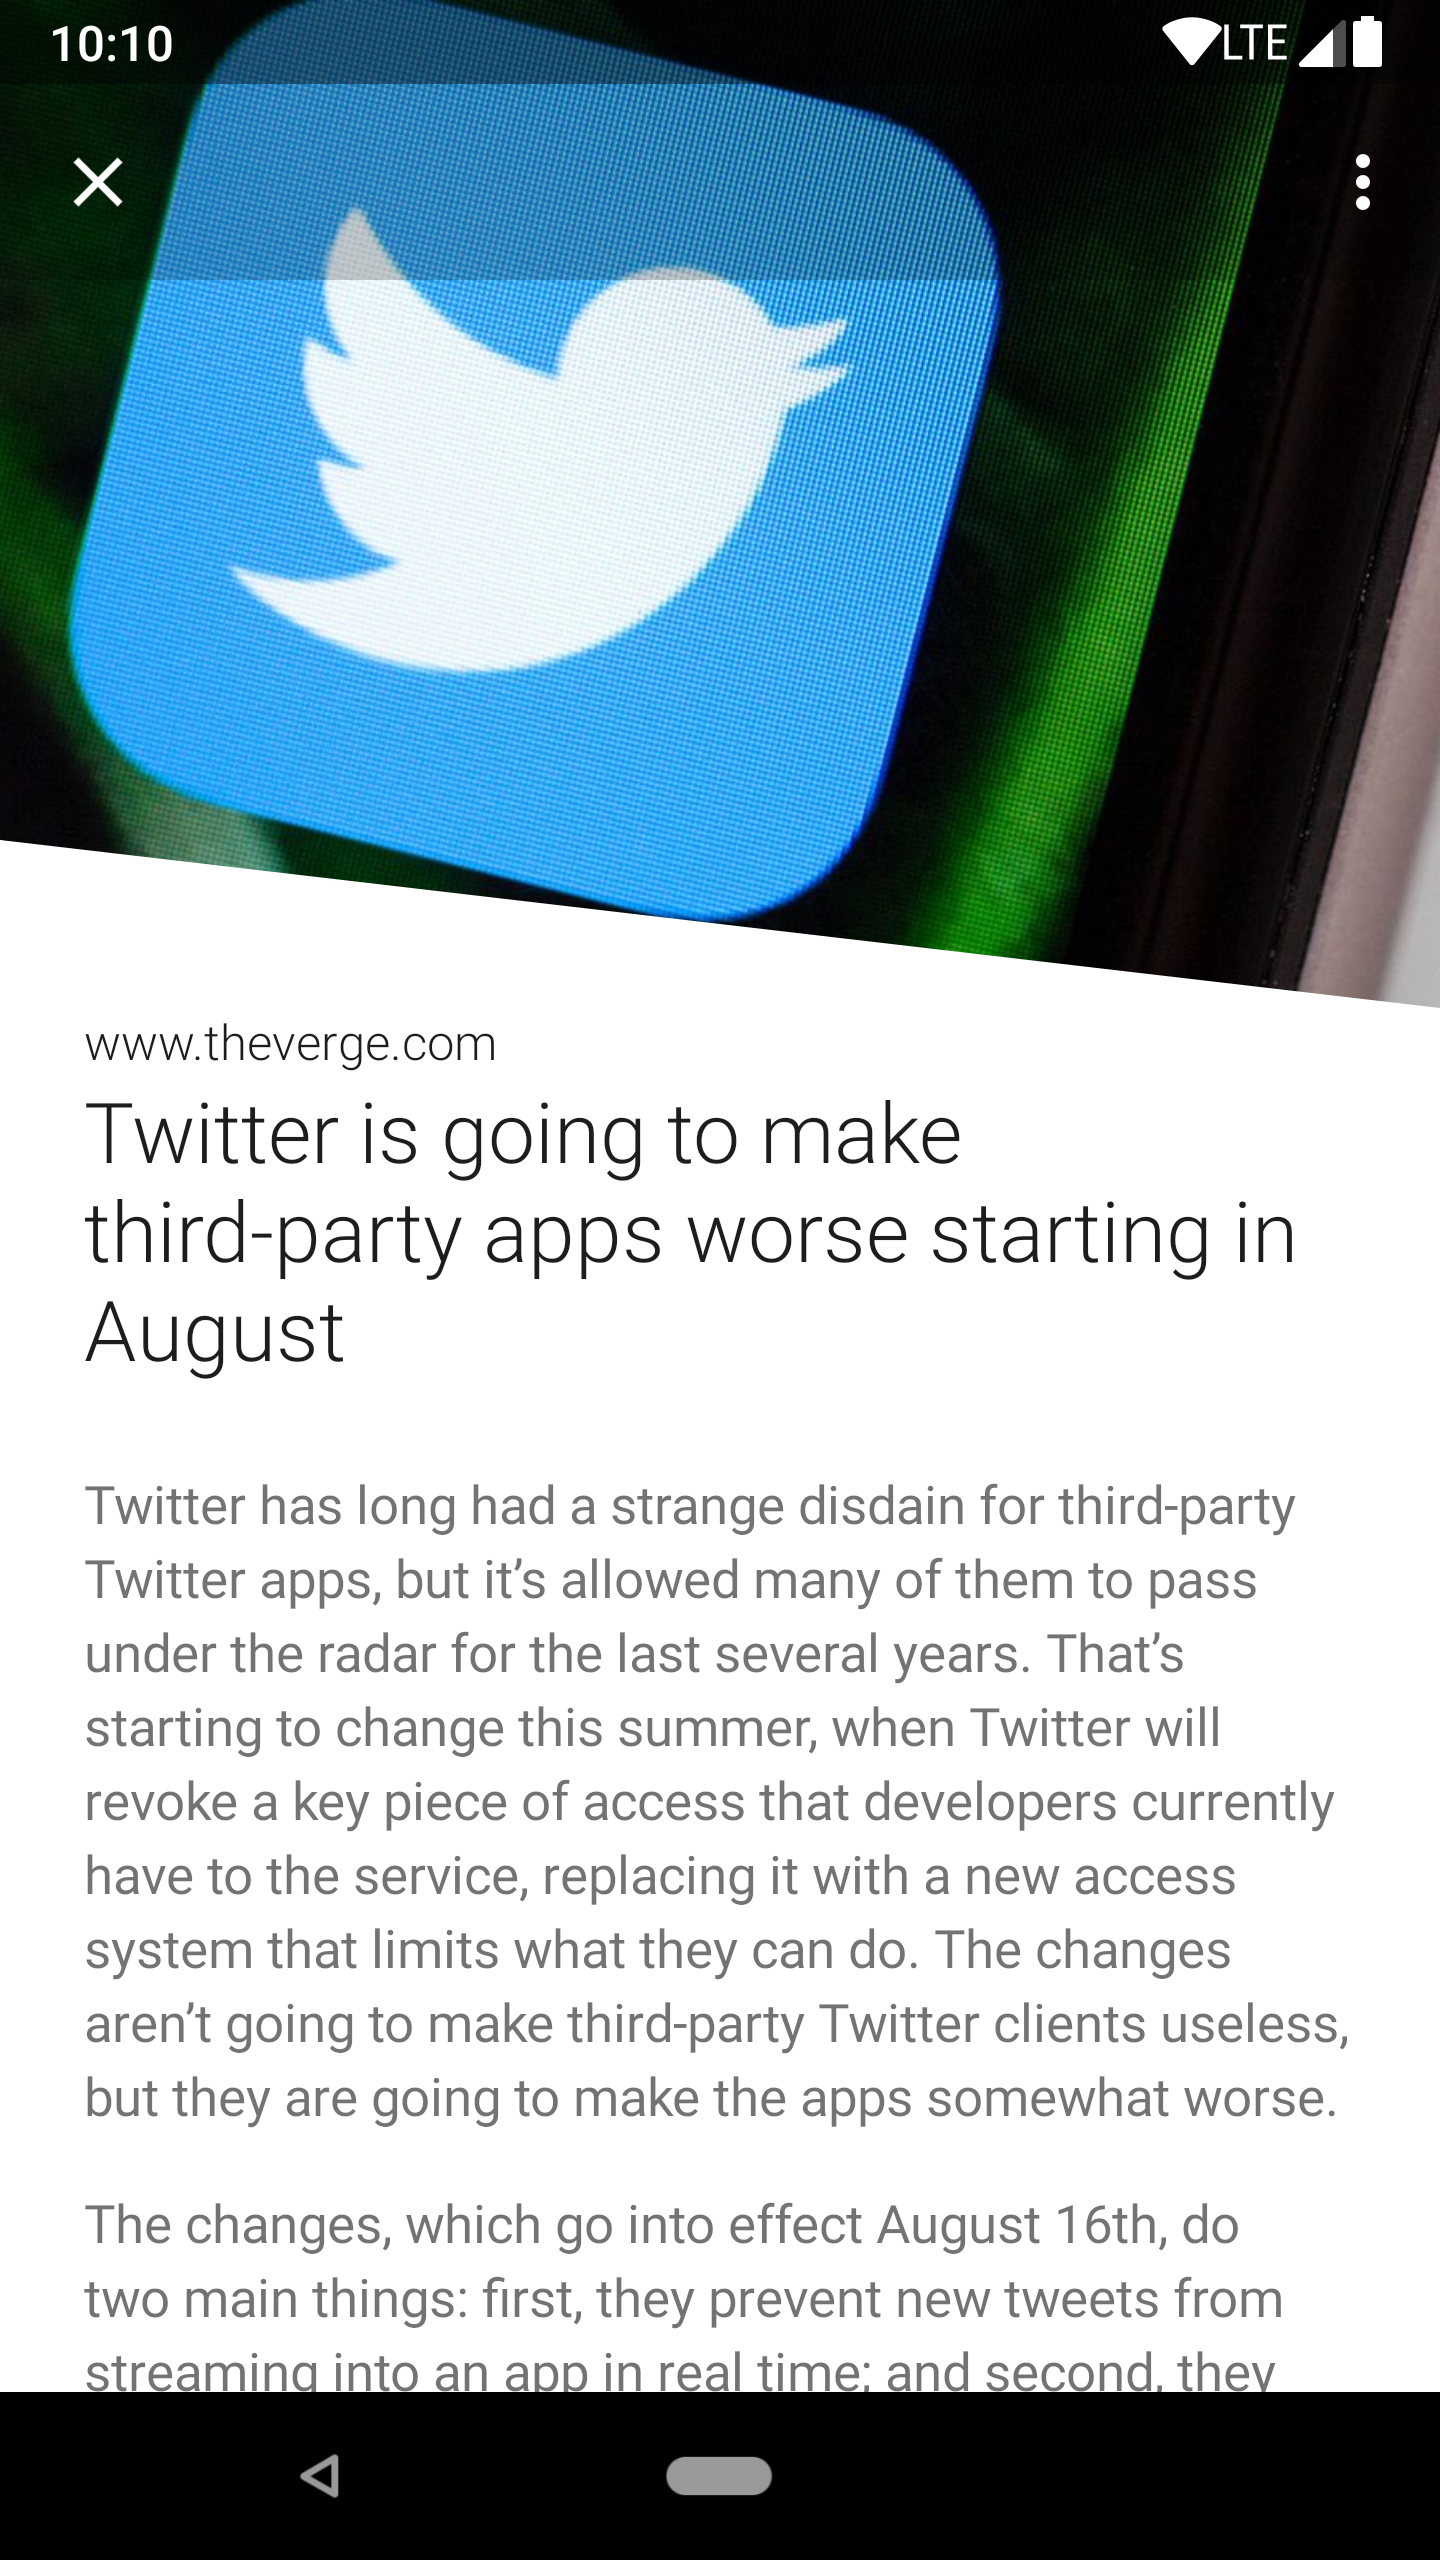 10:10 LTE
www.theverge.com
Twitter is going to make
third-party apps worse starting in
August
Twitter has long had a strange disdain for third-party
Twitter apps, but it’s allowed many of them to pass
under the radar for the last several years. That’s
starting to change this summer, when Twitter will
revoke a key piece of access that developers currently
have to the service, replacing it with a new access
system that limits what they can do. The changes
aren’t going to make third-party Twitter clients useless,
but they are going to make the apps somewhat worse.
The changes, which go into effect August 16th, do
two main things: first, they prevent new tweets from
streaming into an app in real time; and second, they